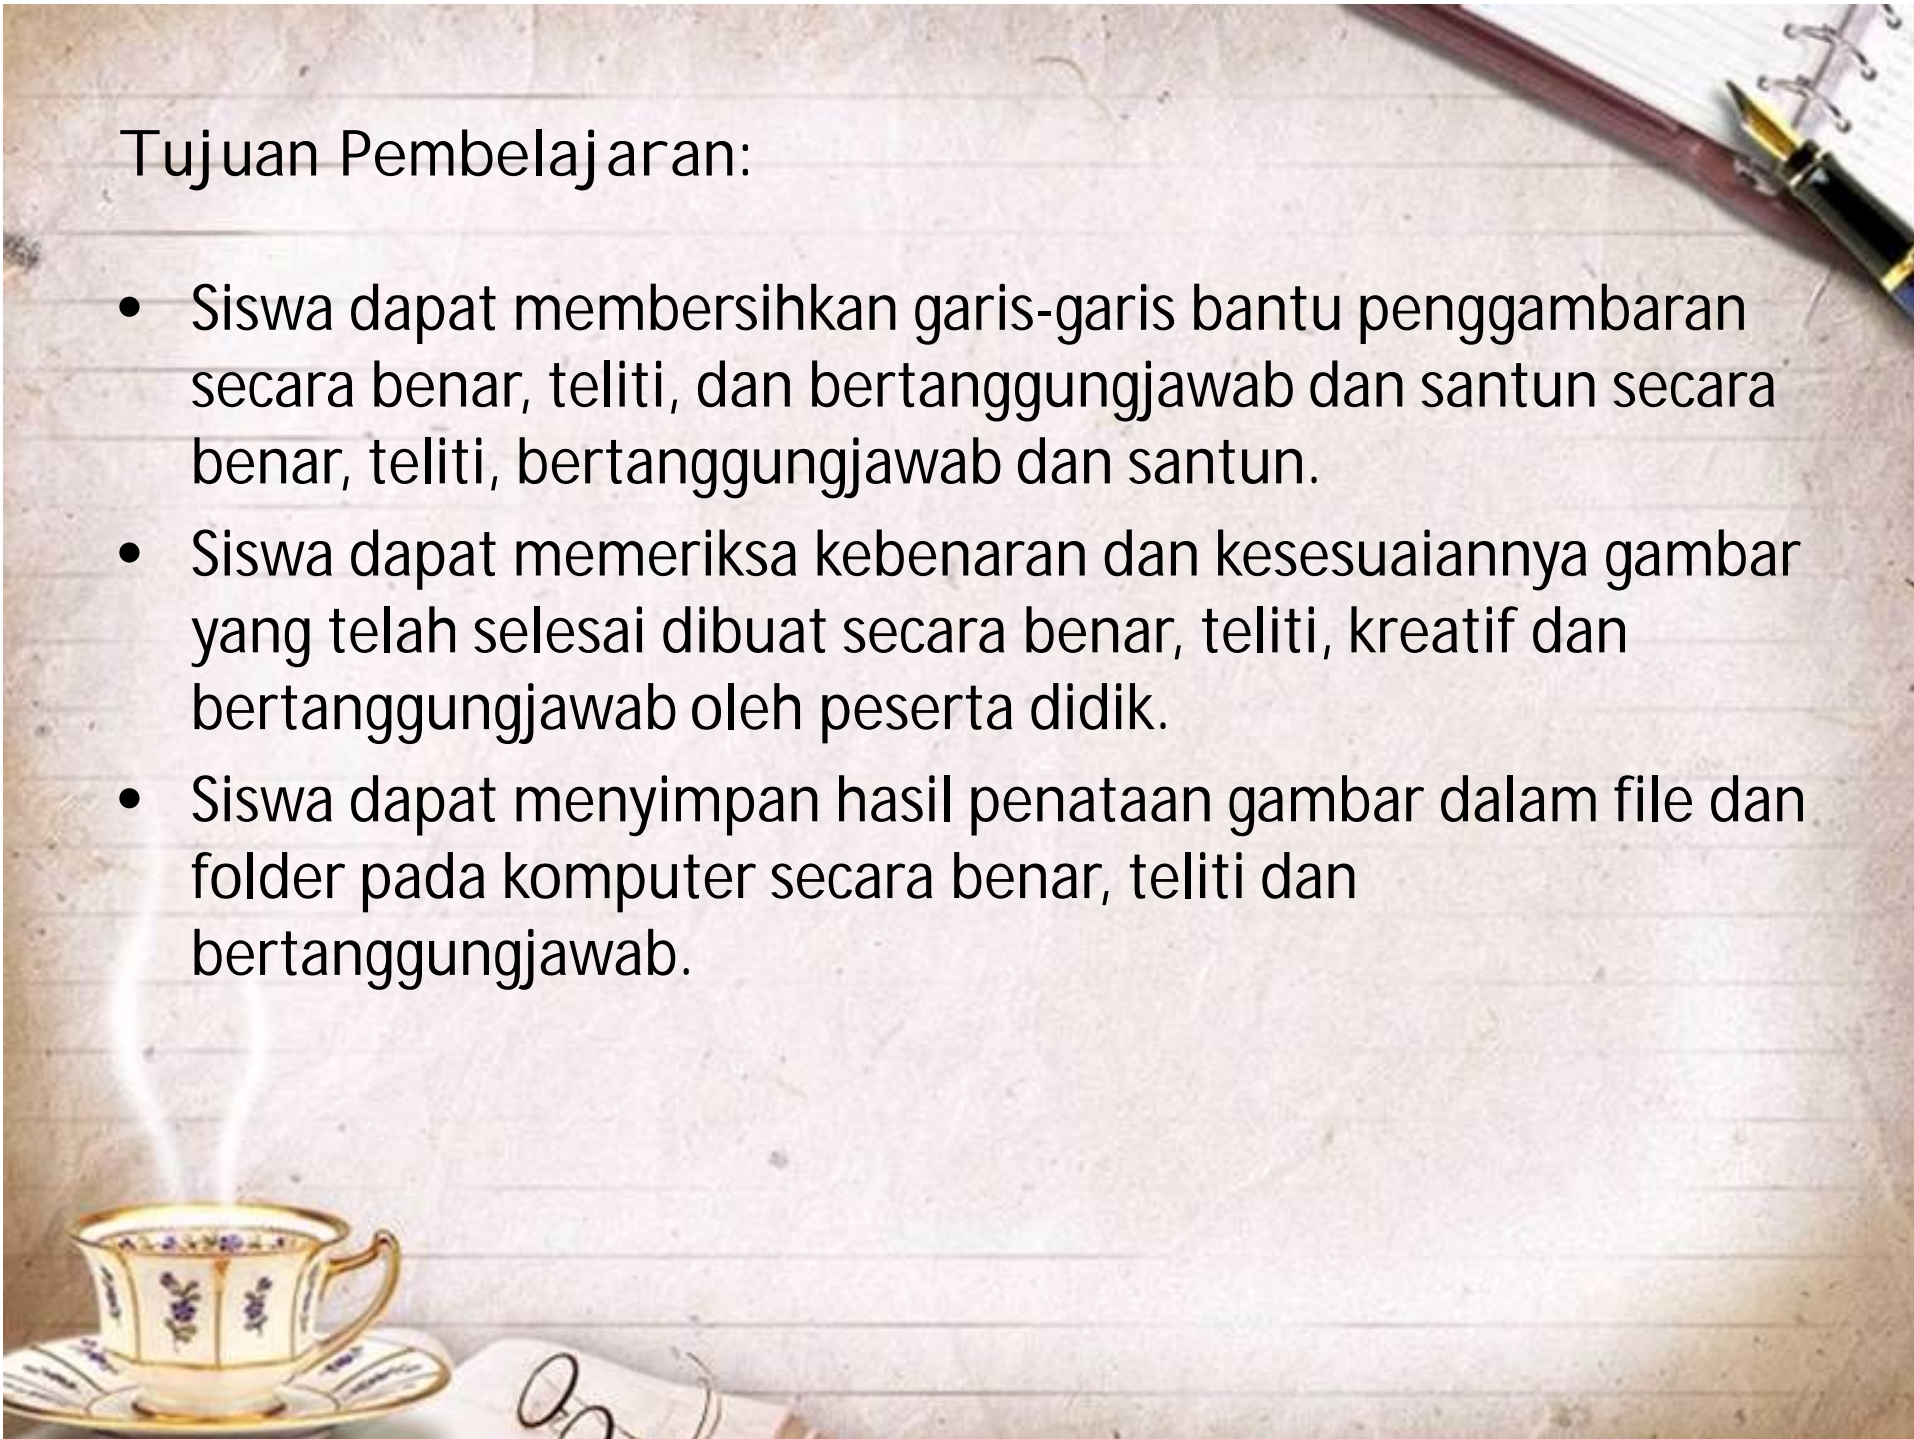 Tujuan Pembelajaran:
• Siswa dapat membersihkan garis-garis bantu penggambaran
secara benar, teliti, dan bertanggungjawab dan santun secara
benar, teliti, bertanggungjawab dan santun.
• Siswa dapat memeriksa kebenaran dan kesesuaiannya gambar
yang telah selesai dibuat secara benar, teliti, kreatif dan
bertanggungjawab oleh peserta didik.
• Siswa dapat menyimpan hasil penataan gambar dalam file dan
folder pada komputer secara benar, teliti dan
bertanggungjawab.